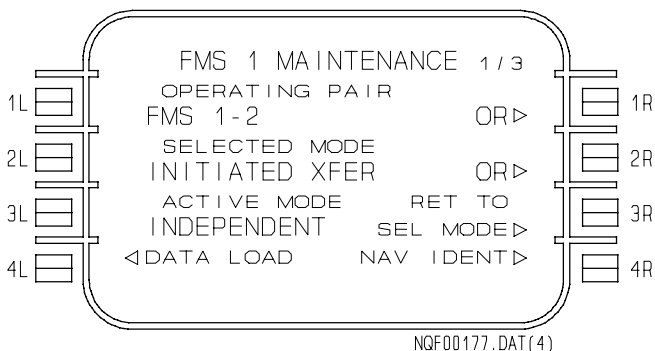 FMS 1 MAINTENANCE 1/3
OPERATING PAIR
1L FMS 1-2 OR▷ 1R
SELECTED MODE
2L INITIATED XFER OR▷ 2R
ACTIVE MODE RET TO
3L INDEPENDENT SEL MODE▷ 3R
4L ◁DATA LOAD NAV IDENT▷ 4R
NQF00177.DAT(4)